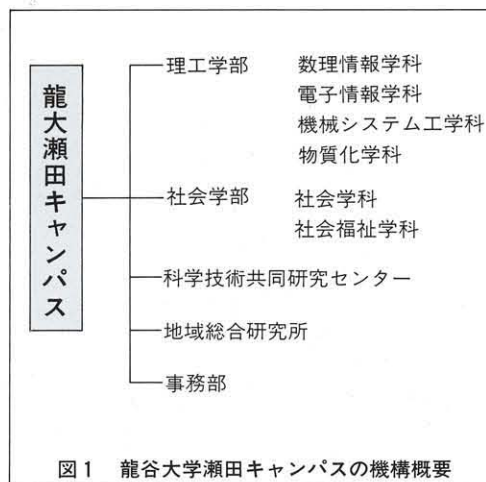 龍大瀬田キャンパス
理工学部 数理情報学科
電子情報学科
機械システム工学科
物質化学科
社会学部 社会学科
社会福祉学科
科学技術共同研究センター
地域総合研究所
事務部
図1 龍谷大学瀬田キャンパスの機構概要